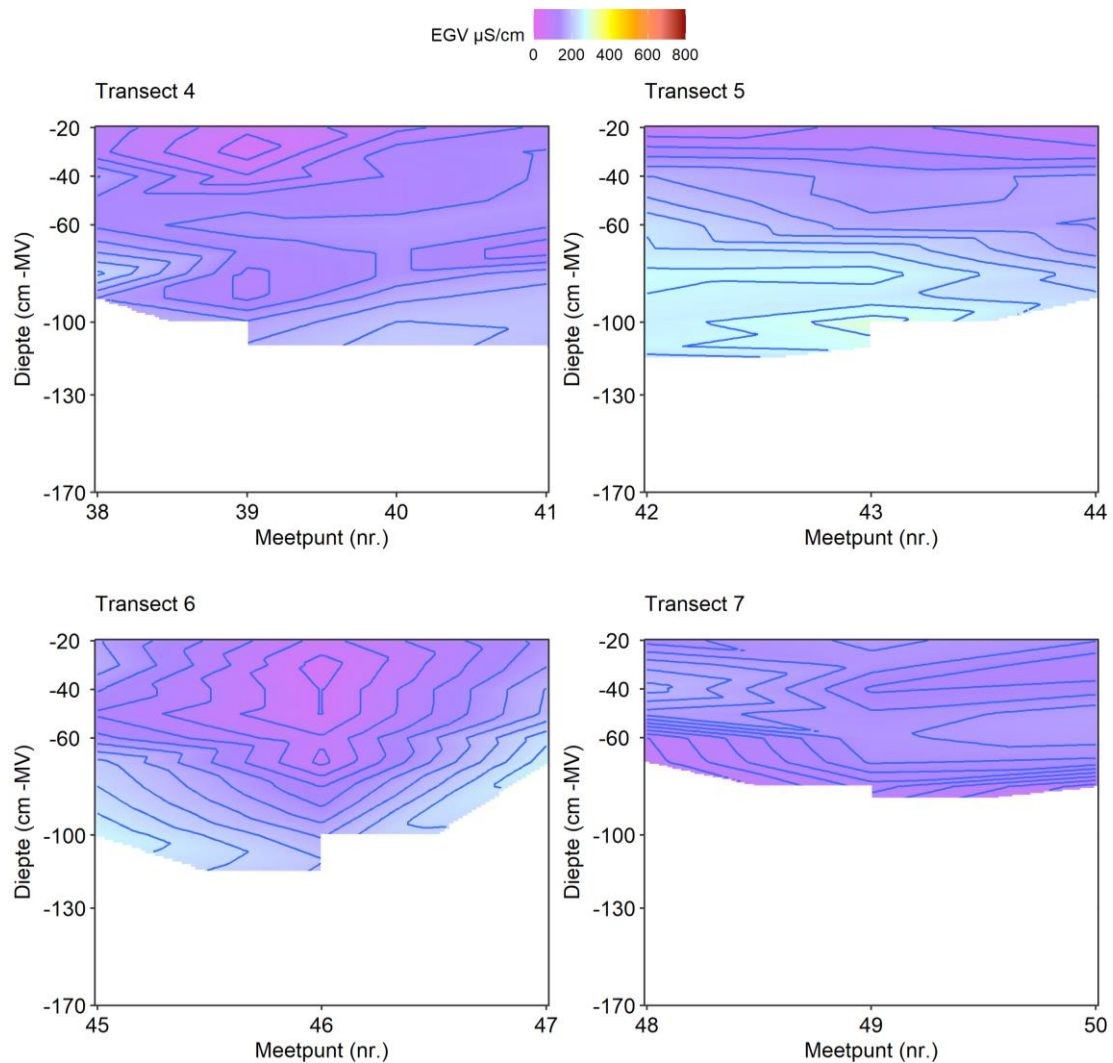 EGV µS/cm
0 200 400 600 800
Transect 4
-20
-40
-60
-100
-130
-170
Diepte (cm -MV)
38 39 40 41
Meetpunt (nr.)
Transect 5
-20
-40
-60
-100
-130
-170
Diepte (cm -MV)
42 43 44
Meetpunt (nr.)
Transect 6
-20
-40
-60
-100
-130
-170
Diepte (cm -MV)
45 46 47
Meetpunt (nr.)
Transect 7
-20
-40
-60
-100
-130
-170
Diepte (cm -MV)
48 49 50
Meetpunt (nr.)